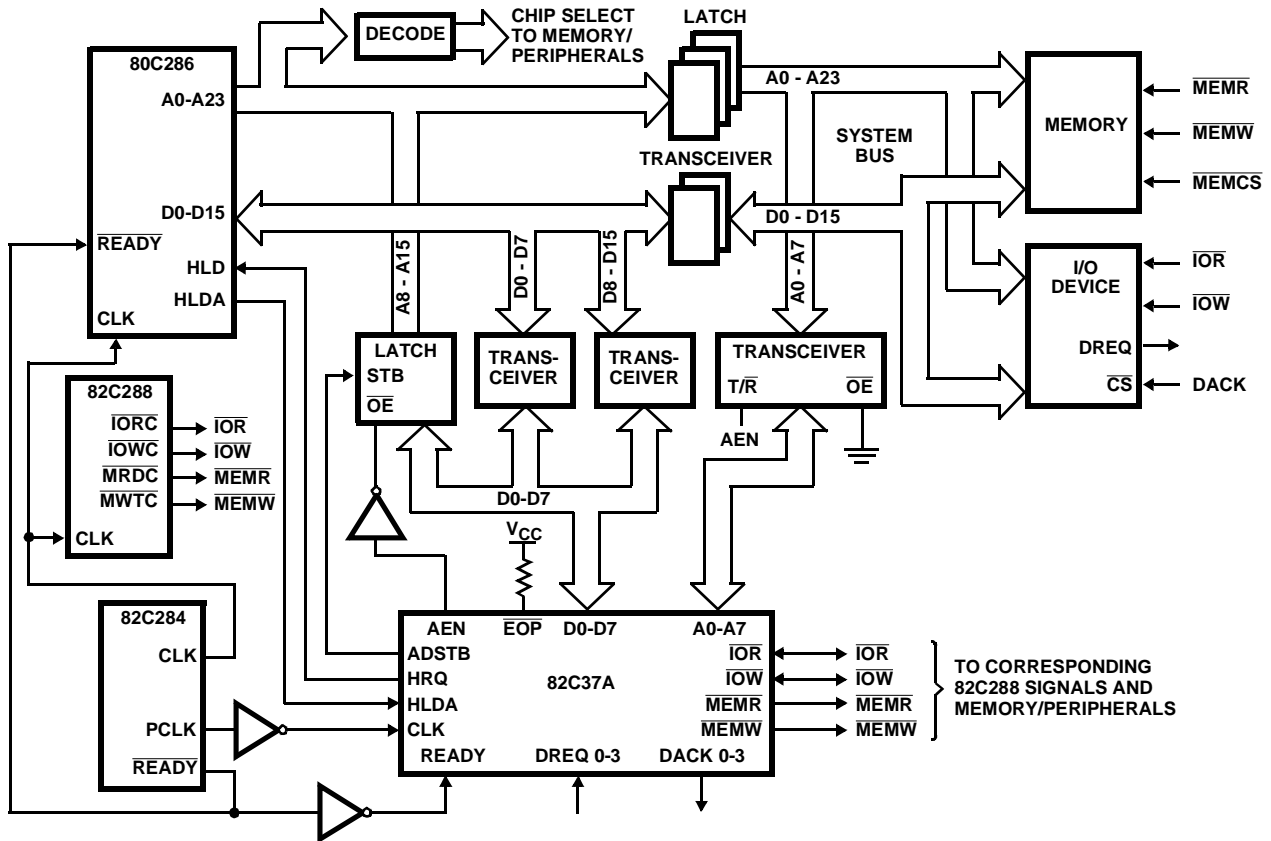 CHIP SELECT
TO MEMORY/
PERIPHERALS
DECODE
LATCH
80C286
A0-A23
D0-D15
READY
HLD
HLDA
CLK
A0 - A23
TRANSCEIVER
SYSTEM
BUS
D0 - D15
MEMORY
MEMR
MEMW
MEMCS
I/O
DEVICE
DREQ
CS
IOR
IOW
DACK
A8 - A15
D0 - D7
D8 - D15
A0 - A7
LATCH
STB
OE
TRANS-
CEIVER
TRANS-
CEIVER
TRANSCEIVER
T/R
OE
AEN
82C288
IORC
IOWC
MRDC
MWTC
CLK
IOR
IOW
MEMR
MEMW
D0-D7
VCC
82C284
CLK
PCLK
READY
AEN
EOP
D0-D7
A0-A7
ADSTB
HRQ
HLDA
CLK
READY
82C37A
DREQ 0-3
DACK 0-3
IOR
IOW
MEMR
MEMW
IOR
IOW
MEMR
MEMW
TO CORRESPONDING
82C288 SIGNALS AND
MEMORY/PERIPHERALS